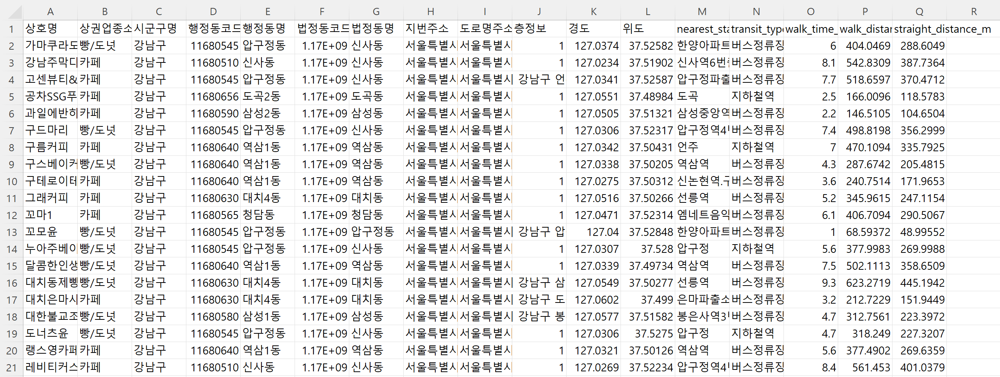 A B C D E F G H I J K L M N O P Q R
1 상호명 상권업종소 시군구명 행정동코드 행정동명 법정동코드 법정동명 지번주소 도로명주소 층정보 경도 위도 nearest_sta transit_type walk_time_ walk_distan straight_distance_m
2 가마쿠라도 빵/도넛 강남구 11680545 압구정동 1.17E+09 신사동 서울특별시 서울특별시 1 127.0374 37.52582 한양아파트 버스정류장 6 404.0469 288.6049
3 강남주막디 카페 강남구 11680510 신사동 1.17E+09 신사동 서울특별시 서울특별시 1 127.0234 37.51902 신사역6번출 버스정류장 8.1 542.8309 387.7364
4 고센뷰티& 카페 강남구 11680545 압구정동 1.17E+09 신사동 서울특별시 서울특별시 강남구 언 127.0341 37.52587 압구정파출 버스정류장 7.7 518.6597 370.4712
5 공차SSG푸 카페 강남구 11680656 도곡2동 1.17E+09 도곡동 서울특별시 서울특별시 1 127.0551 37.48984 도곡 지하철역 2.5 166.0096 118.5783
6 과일에반하 카페 강남구 11680590 삼성2동 1.17E+09 삼성동 서울특별시 서울특별시 1 127.0505 37.51321 삼성중앙역 버스정류장 2.2 146.5105 104.6504
7 구드마리 빵/도넛 강남구 11680545 압구정동 1.17E+09 신사동 서울특별시 서울특별시 1 127.0306 37.52317 압구정역4번 버스정류장 7.4 498.8198 356.2999
8 구름커피 카페 강남구 11680640 역삼1동 1.17E+09 역삼동 서울특별시 서울특별시 1 127.0342 37.50431 언주 지하철역 7 470.1094 335.7925
9 구스베이커 빵/도넛 강남구 11680640 역삼1동 1.17E+09 역삼동 서울특별시 서울특별시 1 127.0338 37.50205 역삼역 버스정류장 4.3 287.6742 205.4815
10 구테로이테 카페 강남구 11680640 역삼1동 1.17E+09 역삼동 서울특별시 서울특별시 1 127.0275 37.50312 신논현역.구 버스정류장 3.6 240.7514 171.9653
11 그래커피 카페 강남구 11680630 대치4동 1.17E+09 대치동 서울특별시 서울특별시 1 127.0516 37.50266 선릉역 버스정류장 5.2 345.9615 247.1154
12 꼬마1 카페 강남구 11680565 청담동 1.17E+09 청담동 서울특별시 서울특별시 1 127.0471 37.52314 엠네트음악 버스정류장 6.1 406.7094 290.5067
13 꼬모윤 빵/도넛 강남구 11680545 압구정동 1.17E+09 압구정동 서울특별시 서울특별시 강남구 압 127.04 37.52848 한양아파트 버스정류장 1 68.59372 48.99552
14 누아주베이 빵/도넛 강남구 11680545 압구정동 1.17E+09 신사동 서울특별시 서울특별시 1 127.0307 37.528 압구정 지하철역 5.6 377.9983 269.9988
15 달콤한인생 빵/도넛 강남구 11680640 역삼1동 1.17E+09 역삼동 서울특별시 서울특별시 1 127.0339 37.49734 역삼역 버스정류장 7.5 502.1113 358.6509
16 대치동제빵 빵/도넛 강남구 11680630 대치4동 1.17E+09 대치동 서울특별시 서울특별시 강남구 삼 127.0549 37.50277 선릉역 버스정류장 9.3 623.2719 445.1942
17 대치은마시 카페 강남구 11680630 대치4동 1.17E+09 대치동 서울특별시 서울특별시 강남구 도 127.0602 37.499 은마파출소 버스정류장 3.2 212.7229 151.9449
18 대한불교조 빵/도넛 강남구 11680580 삼성1동 1.17E+09 삼성동 서울특별시 서울특별시 강남구 봉 127.0577 37.51582 봉은사역3번 버스정류장 4.7 312.7561 223.3972
19 도너츠윤 빵/도넛 강남구 11680545 압구정동 1.17E+09 신사동 서울특별시 서울특별시 1 127.0306 37.5275 압구정 지하철역 4.7 318.249 227.3207
20 랭스영카페 카페 강남구 11680640 역삼1동 1.17E+09 역삼동 서울특별시 서울특별시 1 127.0321 37.50126 역삼역 버스정류장 5.6 377.4902 269.6359
21 레비티커스 카페 강남구 11680510 신사동 1.17E+09 신사동 서울특별시 서울특별시 1 127.0269 37.52234 압구정역4번 버스정류장 8.4 561.453 401.0379